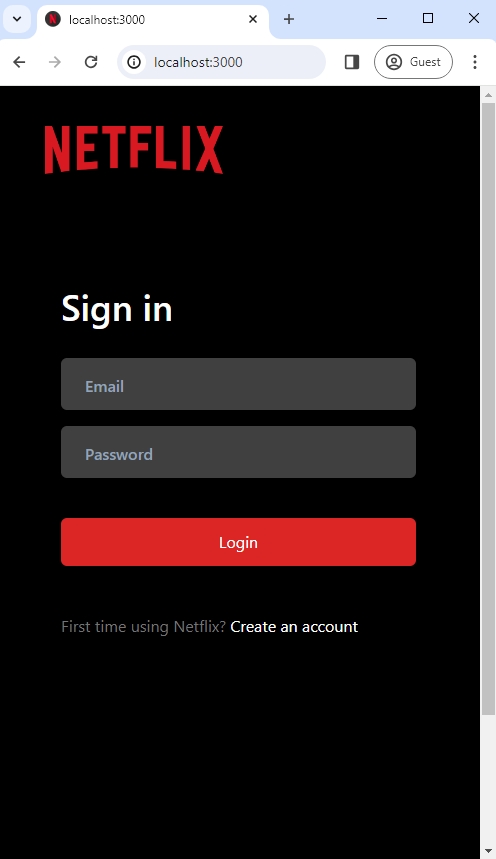 localhost:3000
localhost:3000
Guest
NETFLIX
Sign in
Email
Password
Login
First time using Netflix? Create an account